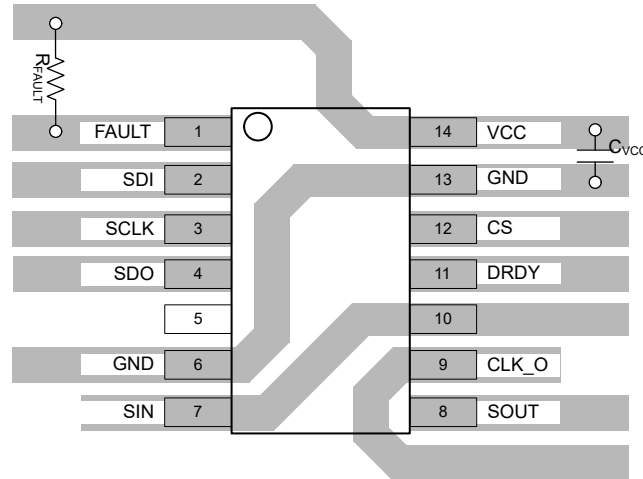 RFAULT
FAULT 1 14 VCC
CVCC
SDI 2 13 GND
SCLK 3 12 CS
SDO 4 11 DRDY
5 10
GND 6 9 CLK_O
SIN 7 8 SOUT